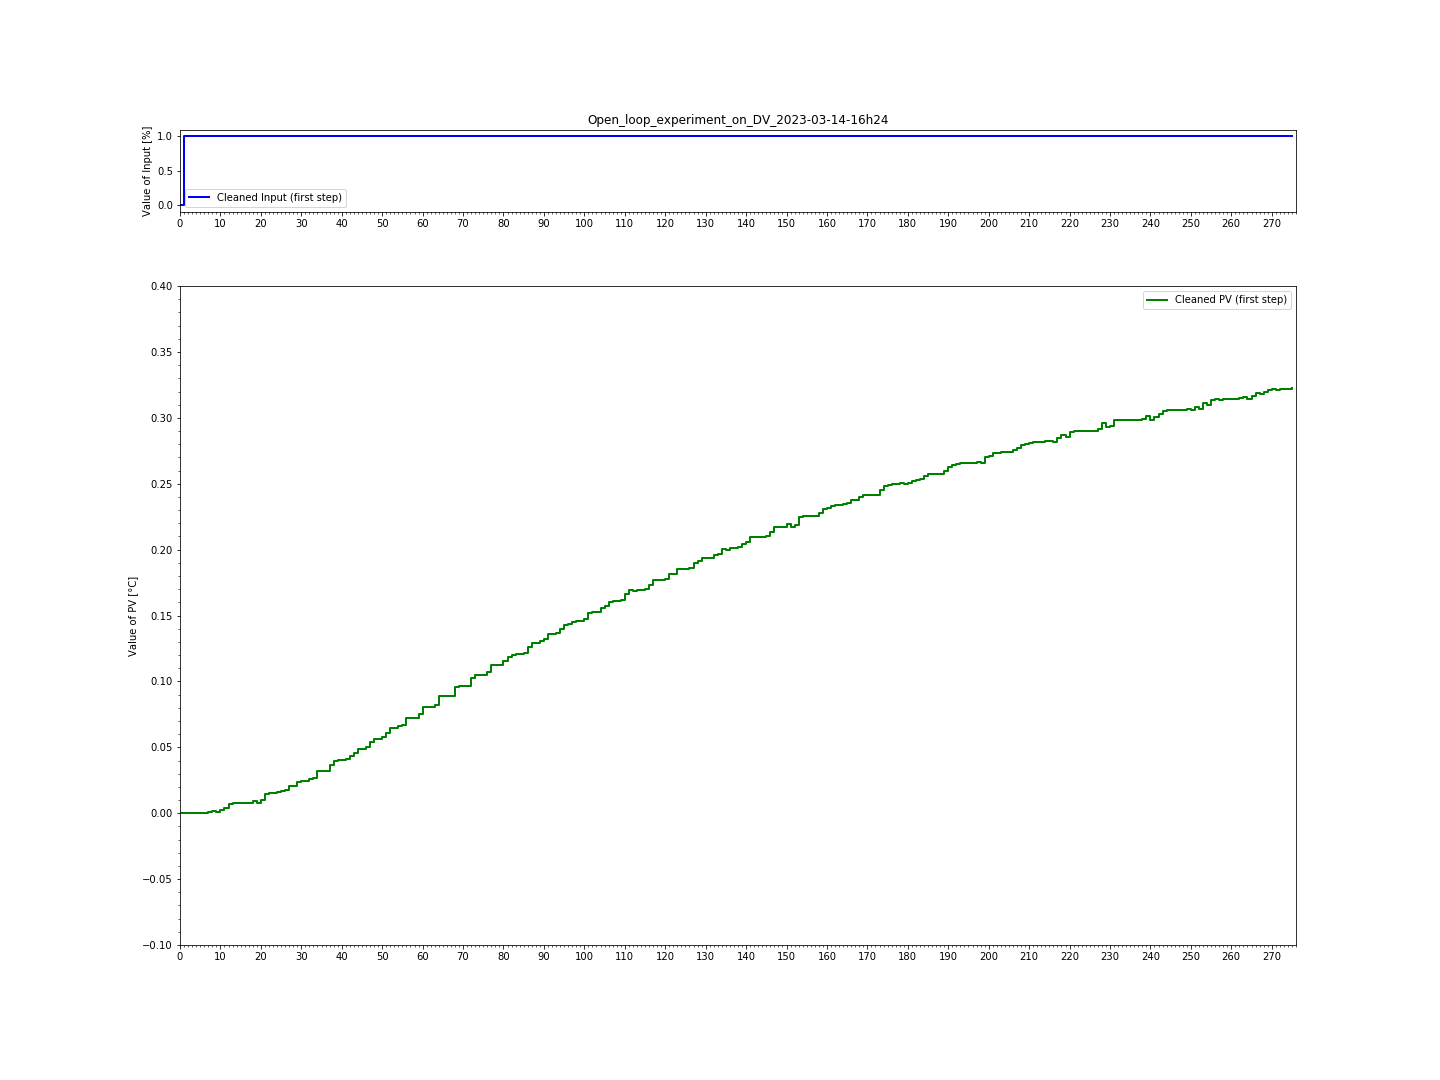 Open_loop_experiment_on_DV_2023-03-14-16h24
Value of Input [%]
1.0
0.5
0.0
Cleaned Input (first step)
0 10 20 30 40 50 60 70 80 90 100 110 120 130 140 150 160 170 180 190 200 210 220 230 240 250 260 270
Value of PV [°C]
0.40
0.35
0.30
0.25
0.20
0.15
0.10
0.05
0.00
−0.05
−0.10
Cleaned PV (first step)
0 10 20 30 40 50 60 70 80 90 100 110 120 130 140 150 160 170 180 190 200 210 220 230 240 250 260 270